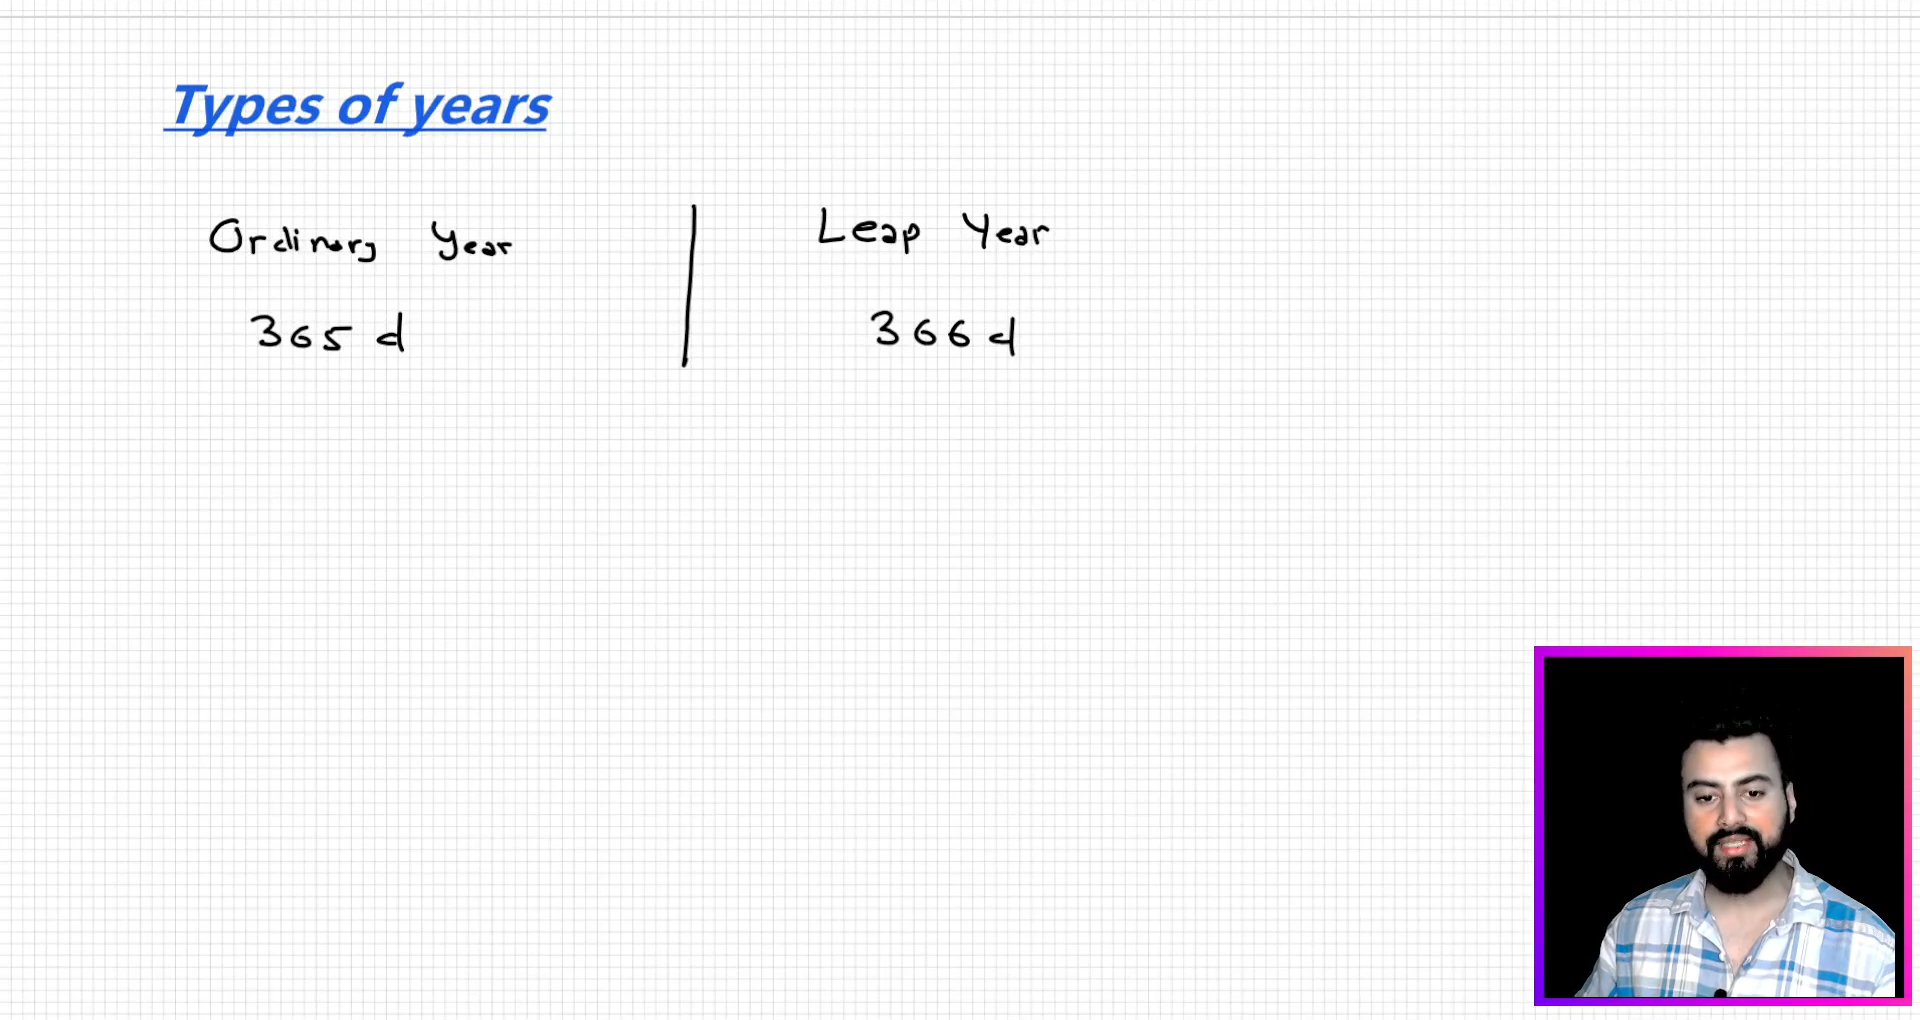 Types of years
Ordinary Year
365 d
Leap Year
366 d